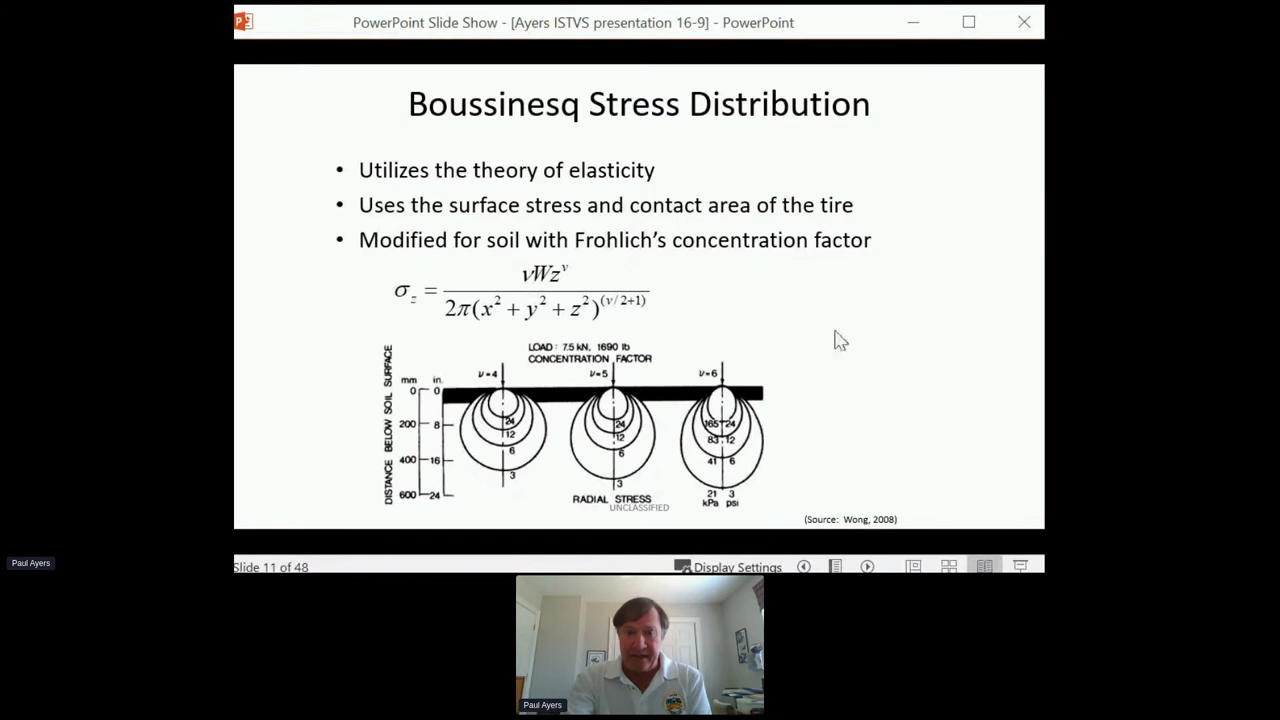 PowerPoint Slide Show - [Ayers ISTVS presentation 16-9] - PowerPoint
Boussinesq Stress Distribution
• Utilizes the theory of elasticity
• Uses the surface stress and contact area of the tire
• Modified for soil with Frohlich's concentration factor
σ_z = νWz^ν / 2π(x² + y² + z²)^(ν/2+1)
LOAD: 7.5 kN, 1690 lb
CONCENTRATION FACTOR
DISTANCE BELOW SOIL SURFACE
mm in.
0 0
200 8
400 16
600 24
ν=4
24
12
6
3
ν=5
24
12
6
3
ν=6
165 24
83 12
41 6
21 3
kPa psi
RADIAL STRESS
UNCLASSIFIED
(Source: Wong, 2008)
Slide 11 of 48
Display Settings
Paul Ayers
Paul Ayers